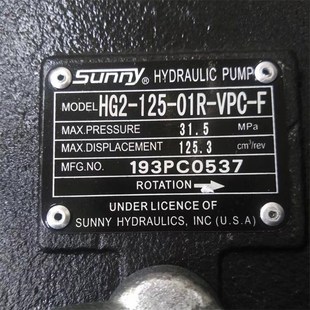 sunny® HYDRAULIC PUMP
MODEL HG2-125-01R-VPC-F
MAX.PRESSURE 31.5 MPa
MAX.DISPLACEMENT 125.3 cm³/rev
MFG.NO. 193PC0537
ROTATION
UNDER LICENCE OF
SUNNY HYDRAULICS, INC (U.S.A)